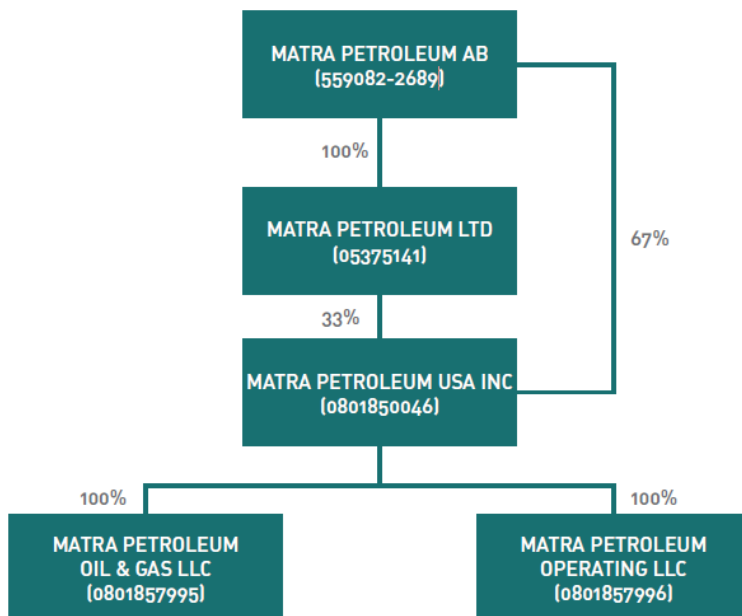 MATRA PETROLEUM AB
(559082-2689)
100%
MATRA PETROLEUM LTD
(05375141)
67%
33%
MATRA PETROLEUM USA INC
(0801850046)
100%
100%
MATRA PETROLEUM
OIL & GAS LLC
(0801857995)
MATRA PETROLEUM
OPERATING LLC
(0801857996)